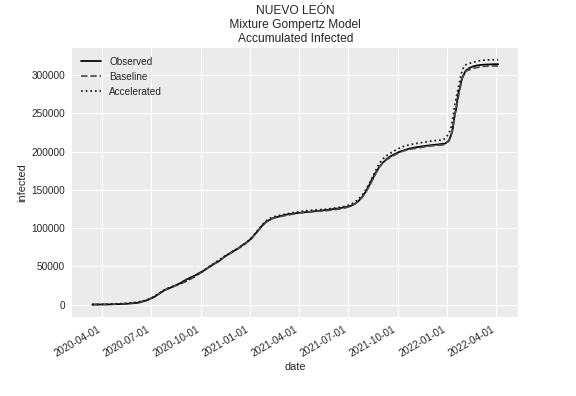 NUEVO LEÓN
Mixture Gompertz Model
Accumulated Infected
Observed
Baseline
Accelerated
300000
250000
200000
150000
100000
50000
0
infected
2020-04-01
2020-07-01
2020-10-01
2021-01-01
2021-04-01
2021-07-01
2021-10-01
2022-01-01
2022-04-01
date